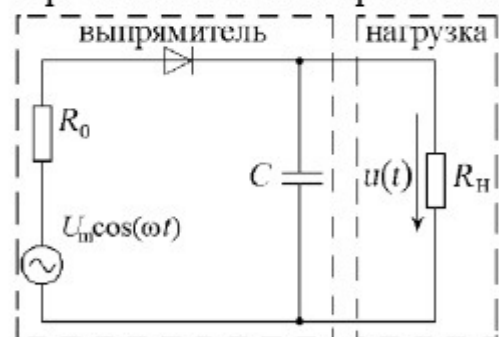 выпрямитель
нагрузка
R₀
C
u(t)
Rн
Uₘcos(ωt)